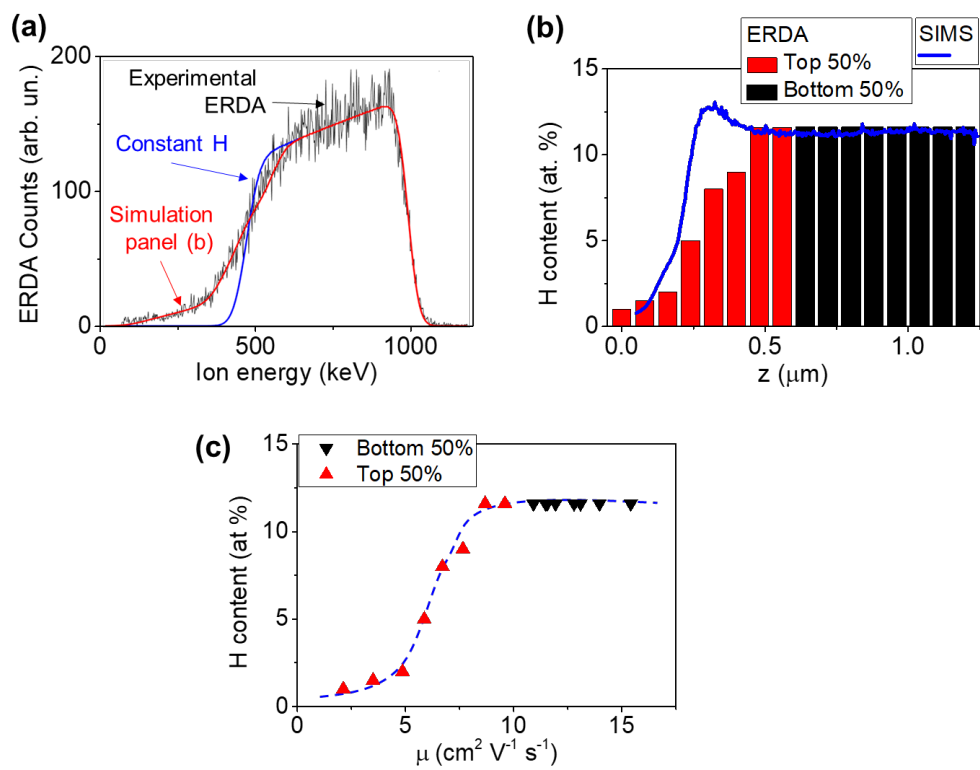 (a)
200
100
0
0
500
1000
ERDA Counts (arb. un.)
Ion energy (keV)
Experimental
ERDA
Constant H
Simulation
panel (b)
(b)
ERDA
Top 50%
Bottom 50%
SIMS
15
10
5
0
0.0
0.5
1.0
H content (at. %)
z (μm)
(c)
Bottom 50%
Top 50%
15
10
5
0
0
5
10
15
H content (at %)
μ (cm² V⁻¹ s⁻¹)